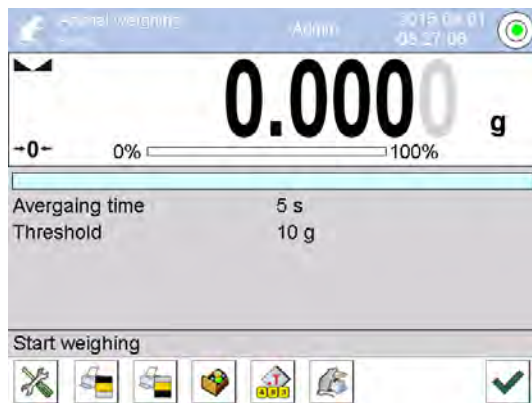 Animal weighing
Admin
0.0000 g
→0←
0% 100%
Avergaing time 5 s
Threshold 10 g
Start weighing